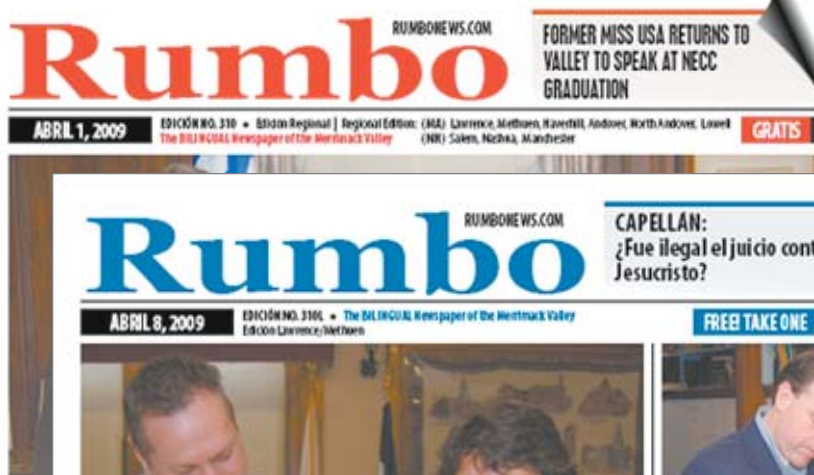 RUMBONEWS.COM
Rumbo
FORMER MISS USA RETURNS TO
VALLEY TO SPEAK AT NECC
GRADUATION
ABRIL 1, 2009
EDICIÓN NO. 310 • Edición Regional | Regional Edition: (MA) Lawrence, Methuen, Haverhill, Andover, North Andover, Lowell
The BILINGUAL Newspaper of the Merrimack Valley (NH) Salem, Nashua, Manchester
GRATIS
RUMBONEWS.COM
Rumbo
CAPELLÁN:
¿Fue ilegal el juicio cont
Jesucristo?
ABRIL 8, 2009
EDICIÓN NO. 310L • The BILINGUAL Newspaper of the Merrimack Valley
Edición Lawrence/Methuen
FREE! TAKE ONE